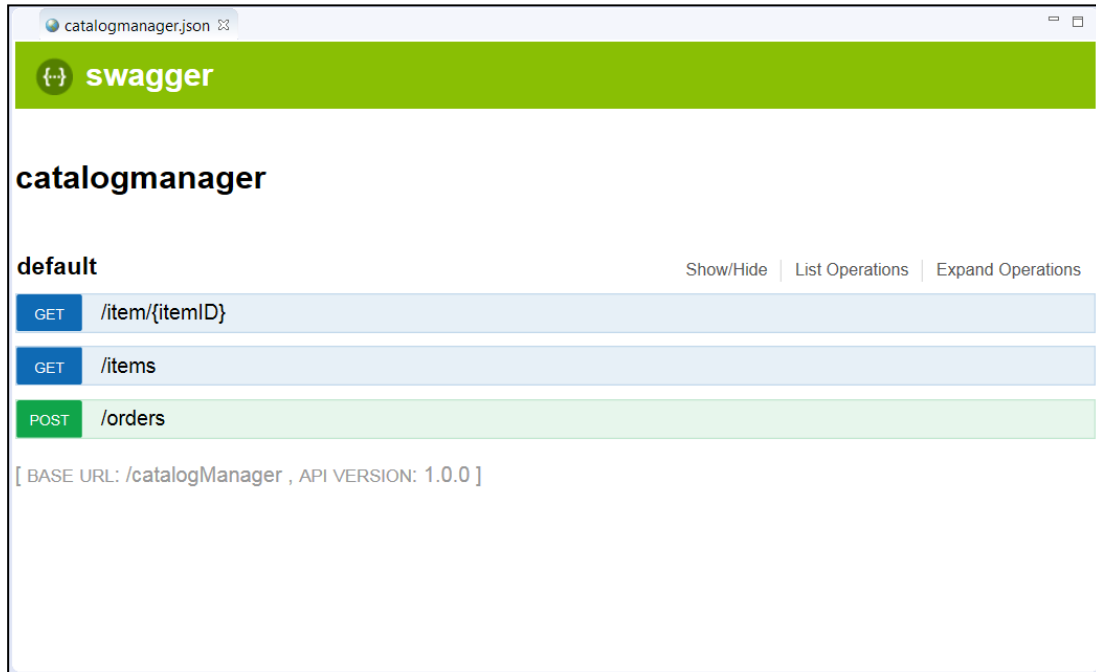 catalogmanager.json
{···} swagger
catalogmanager
default Show/Hide List Operations Expand Operations
GET /item/{itemID}
GET /items
POST /orders
[ BASE URL: /catalogManager , API VERSION: 1.0.0 ]